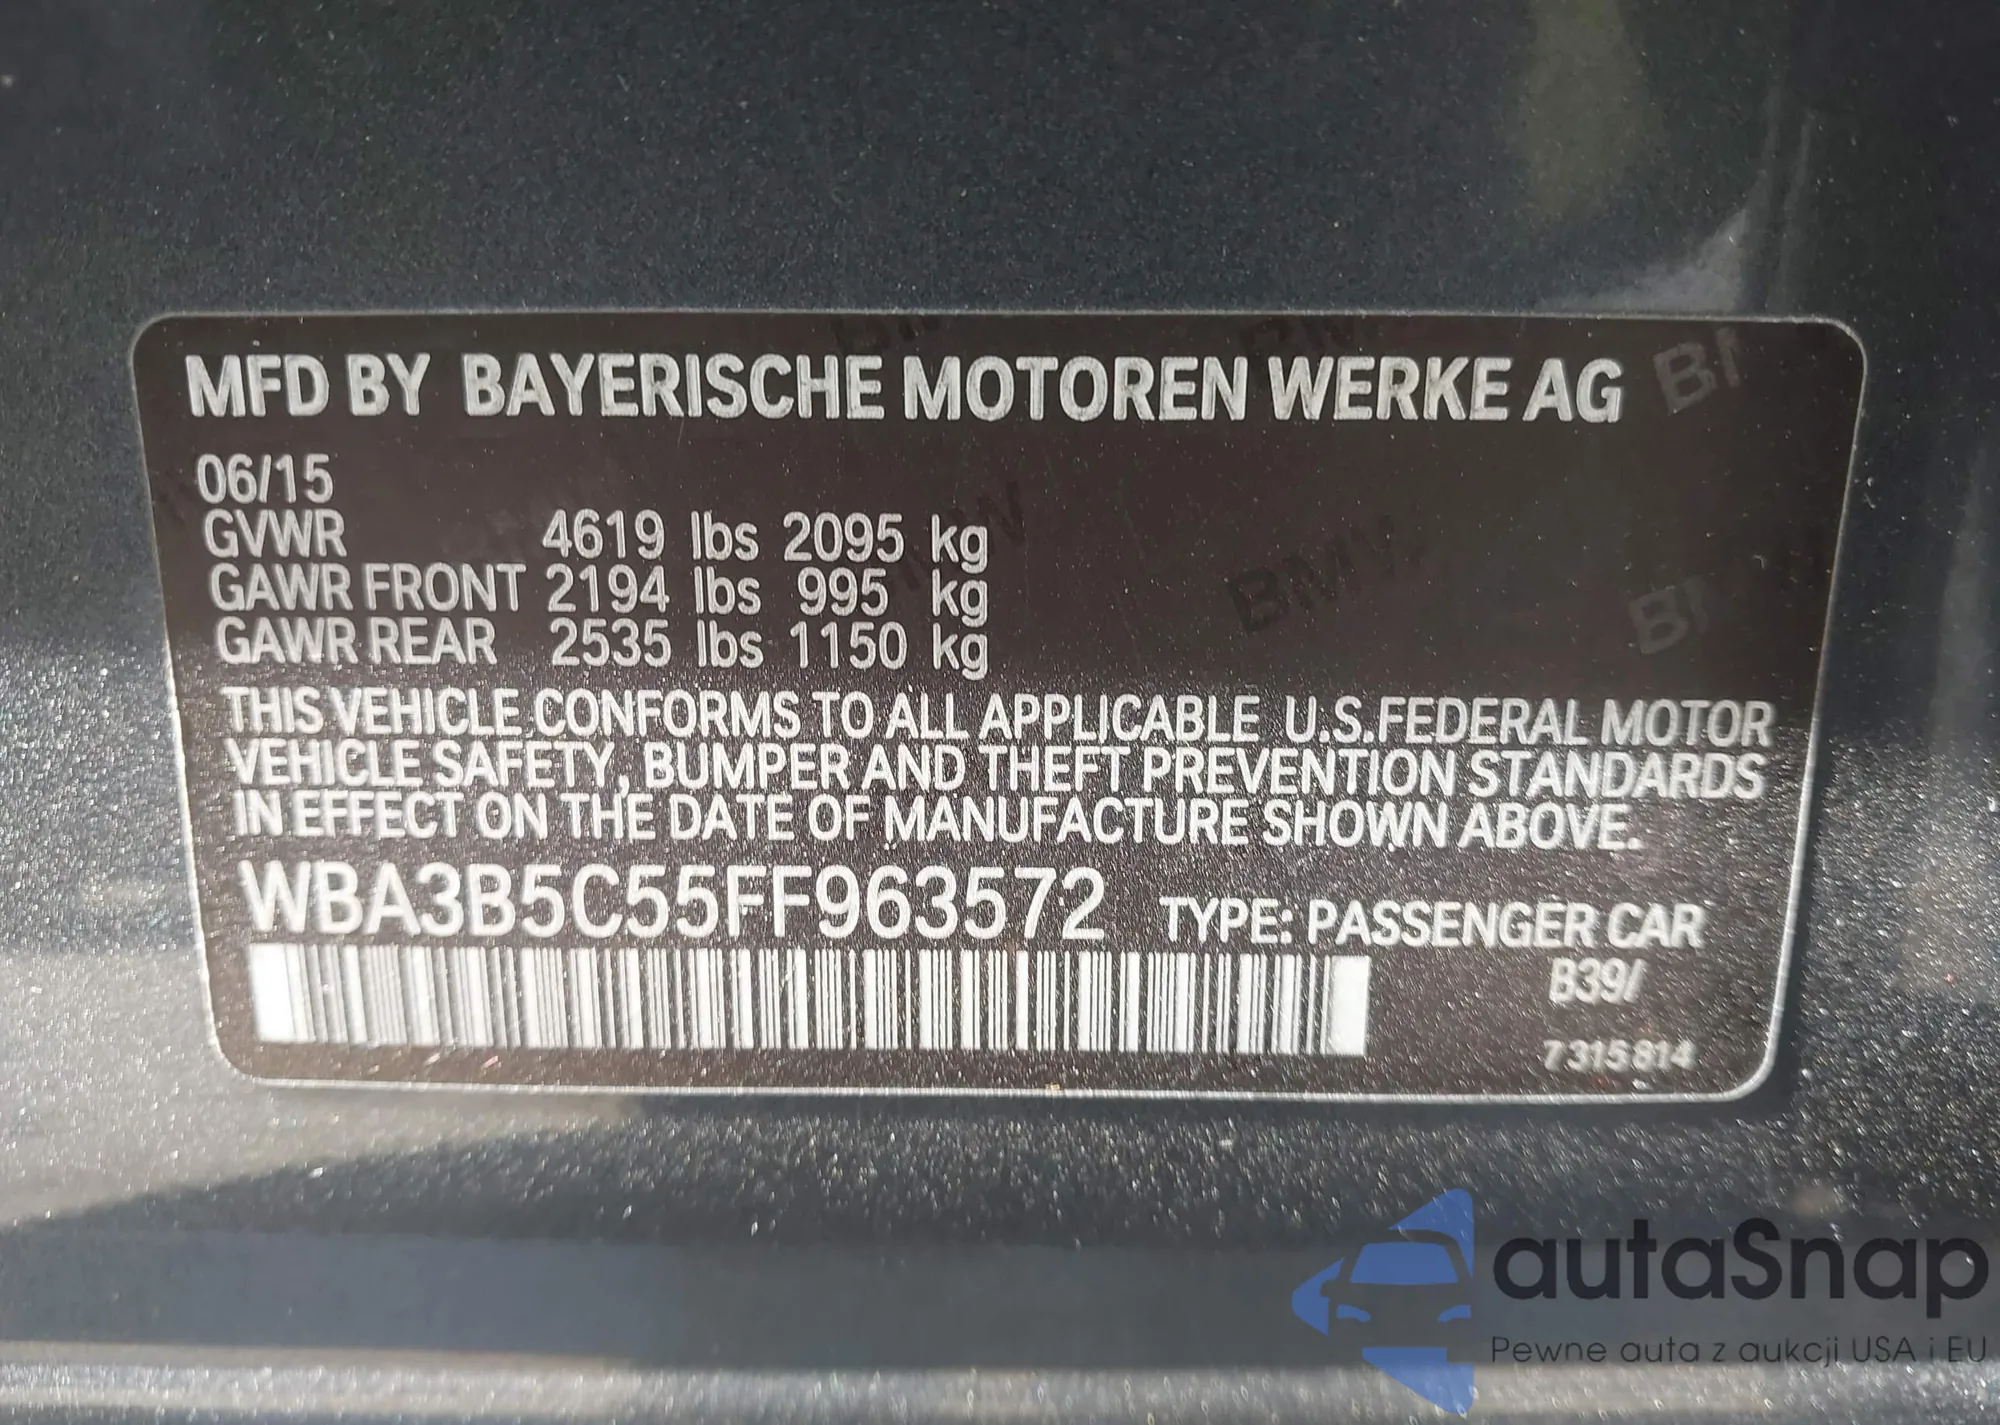 MFD BY BAYERISCHE MOTOREN WERKE AG
06/15
GVWR 4619 lbs 2095 kg
GAWR FRONT 2194 lbs 995 kg
GAWR REAR 2535 lbs 1150 kg
THIS VEHICLE CONFORMS TO ALL APPLICABLE U.S.FEDERAL MOTOR
VEHICLE SAFETY, BUMPER AND THEFT PREVENTION STANDARDS
IN EFFECT ON THE DATE OF MANUFACTURE SHOWN ABOVE.
WBA3B5C55FF963572 TYPE: PASSENGER CAR
B39/
7315814
autaSnap
Pewne auta z aukcji USA i EU